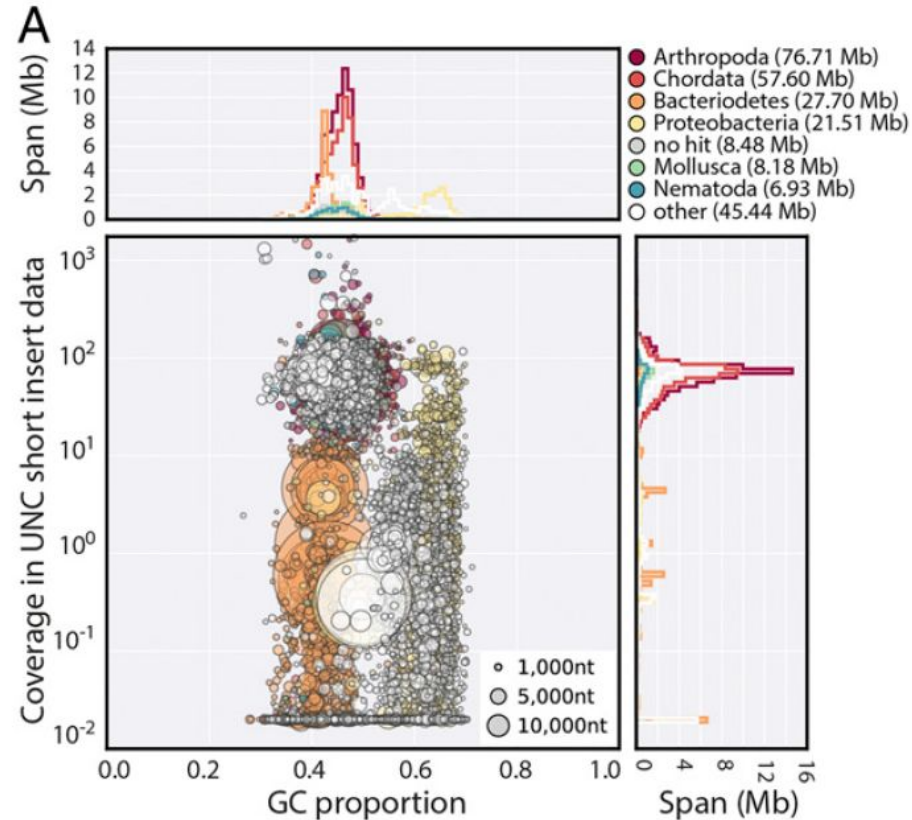 A
Span (Mb)
14
12
10
8
6
4
2
0
Arthropoda (76.71 Mb)
Chordata (57.60 Mb)
Bacteriodetes (27.70 Mb)
Proteobacteria (21.51 Mb)
no hit (8.48 Mb)
Mollusca (8.18 Mb)
Nematoda (6.93 Mb)
other (45.44 Mb)
Coverage in UNC short insert data
10³
10²
10¹
10⁰
10⁻¹
10⁻²
1,000nt
5,000nt
10,000nt
0.0 0.2 0.4 0.6 0.8 1.0
GC proportion
0 4 8 12 16
Span (Mb)